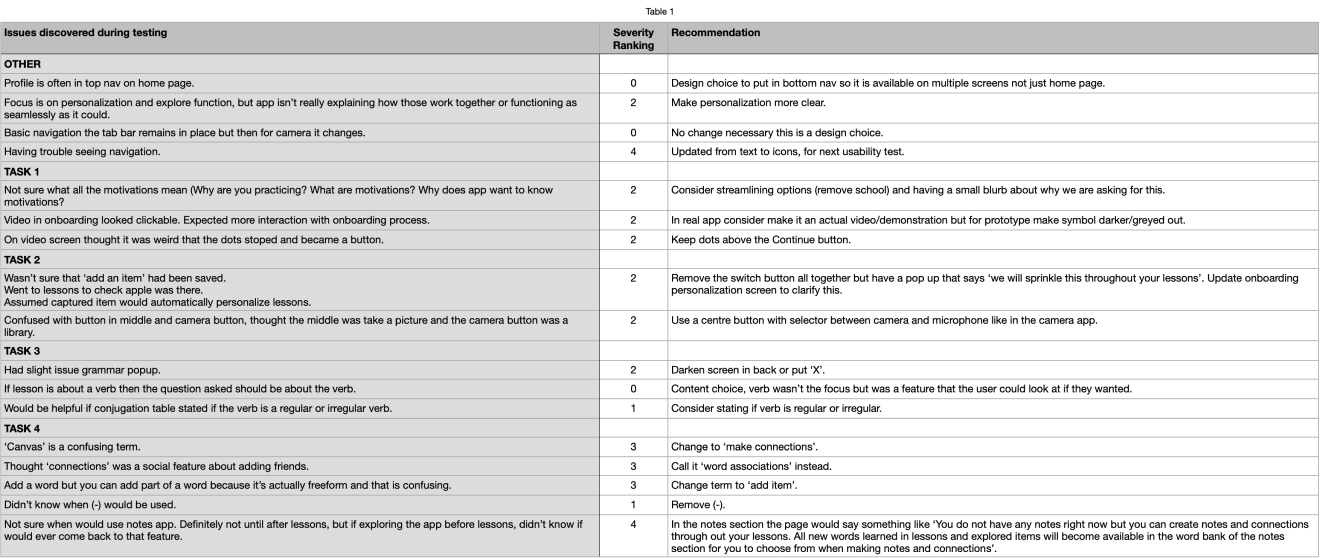 Table 1
Issues discovered during testing
Severity
Ranking
Recommendation
OTHER
Profile is often in top nav on home page.
0
Design choice to put in bottom nav so it is available on multiple screens not just home page.
Focus is on personalization and explore function, but app isn't really explaining how those work together or functioning as
seamlessly as it could.
2
Make personalization more clear.
Basic navigation the tab bar remains in place but then for camera it changes.
0
No change necessary this is a design choice.
Having trouble seeing navigation.
4
Updated from text to icons, for next usability test.
TASK 1
Not sure what all the motivations mean (Why are you practicing? What are motivations? Why does app want to know
motivations?
2
Consider streamlining options (remove school) and having a small blurb about why we are asking for this.
Video in onboarding looked clickable. Expected more interaction with onboarding process.
2
In real app consider make it an actual video/demonstration but for prototype make symbol darker/greyed out.
On video screen thought it was weird that the dots stoped and became a button.
2
Keep dots above the Continue button.
TASK 2
Wasn't sure that 'add an item' had been saved.
Went to lessons to check apple was there.
Assumed captured item would automatically personalize lessons.
2
Remove the switch button all together but have a pop up that says 'we will sprinkle this throughout your lessons'. Update onboarding
personalization screen to clarify this.
Confused with button in middle and camera button, thought the middle was take a picture and the camera button was a
library.
2
Use a centre button with selector between camera and microphone like in the camera app.
TASK 3
Had slight issue grammar popup.
2
Darken screen in back or put 'X'.
If lesson is about a verb then the question asked should be about the verb.
0
Content choice, verb wasn't the focus but was a feature that the user could look at if they wanted.
Would be helpful if conjugation table stated if the verb is a regular or irregular verb.
1
Consider stating if verb is regular or irregular.
TASK 4
'Canvas' is a confusing term.
3
Change to 'make connections'.
Thought 'connections' was a social feature about adding friends.
3
Call it 'word associations' instead.
Add a word but you can add part of a word because it's actually freeform and that is confusing.
3
Change term to 'add item'.
Didn't know when (-) would be used.
1
Remove (-).
Not sure when would use notes app. Definitely not until after lessons, but if exploring the app before lessons, didn't know if
would ever come back to that feature.
4
In the notes section the page would say something like 'You do not have any notes right now but you can create notes and connections
through out your lessons. All new words learned in lessons and explored items will become available in the word bank of the notes
section for you to choose from when making notes and connections'.